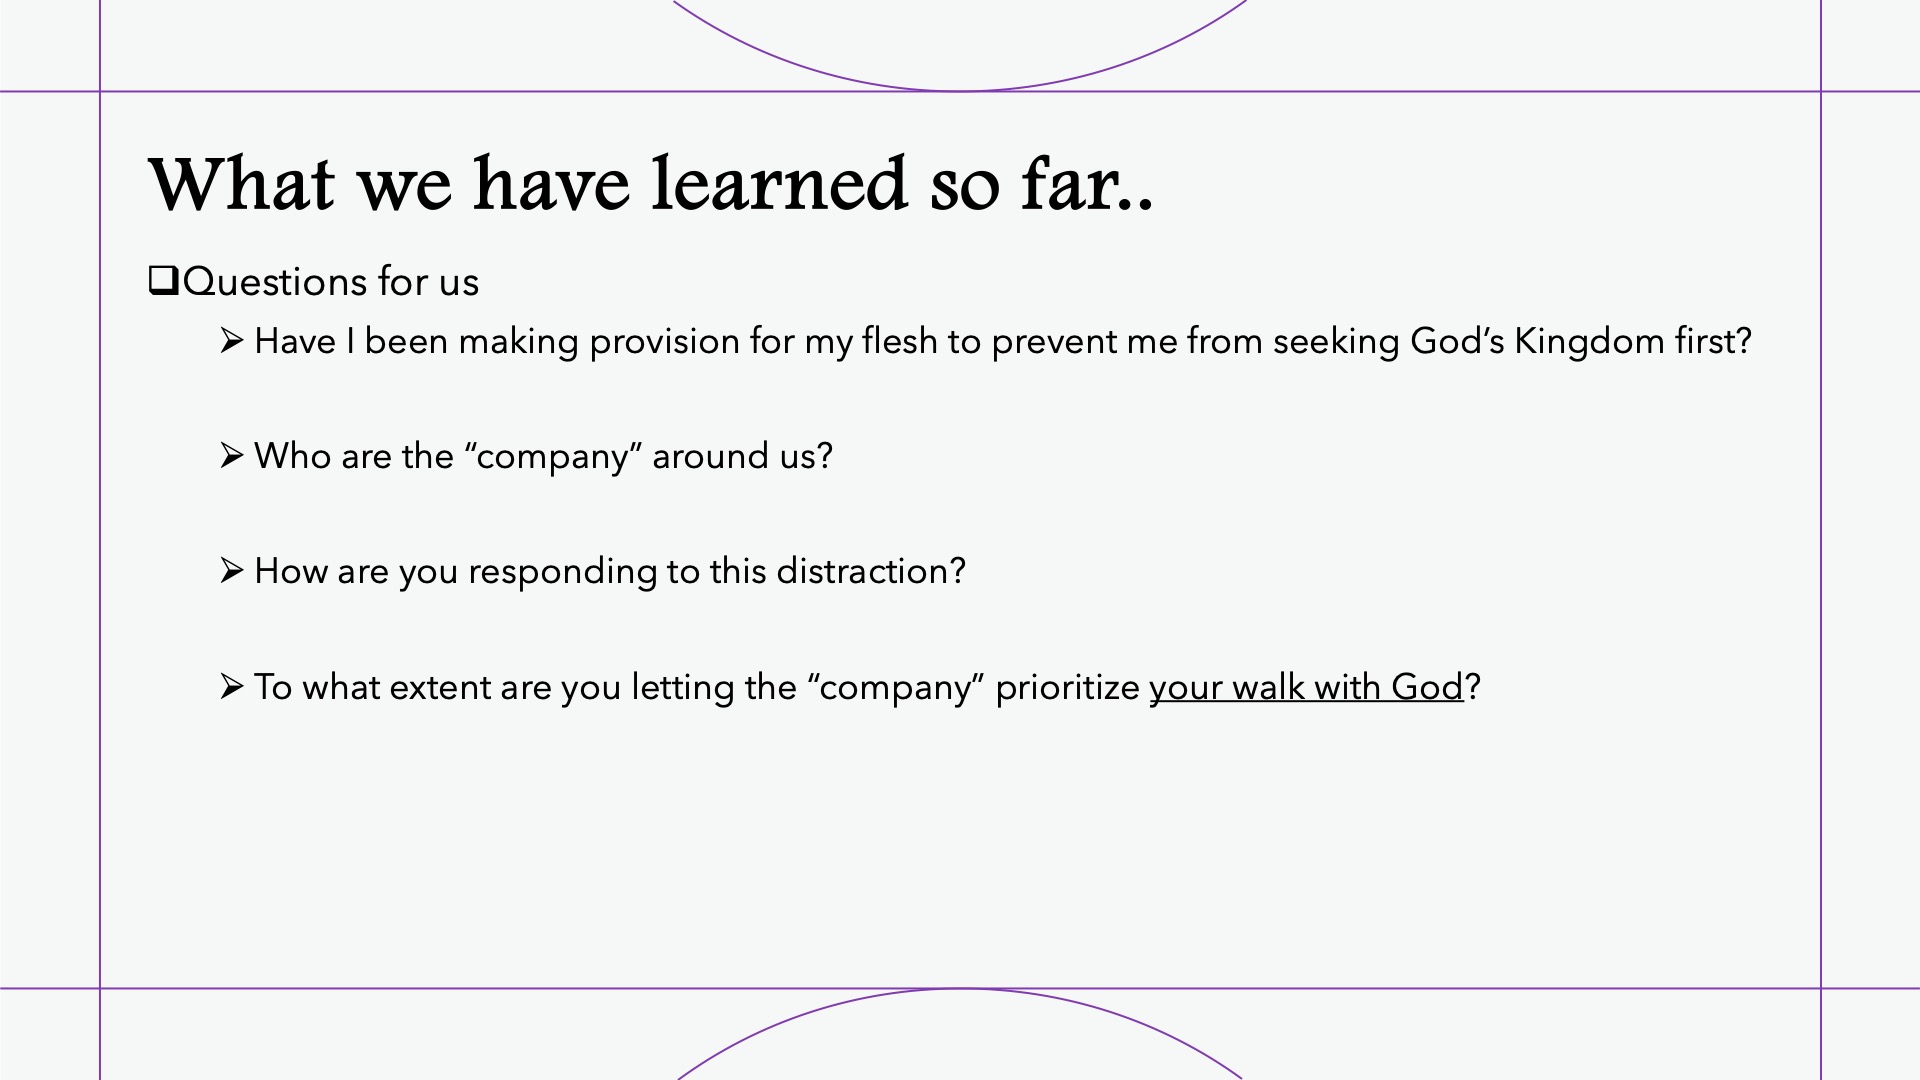 What we have learned so far..
❑Questions for us
➢ Have I been making provision for my flesh to prevent me from seeking God’s Kingdom first?
➢ Who are the “company” around us?
➢ How are you responding to this distraction?
➢ To what extent are you letting the “company” prioritize your walk with God?